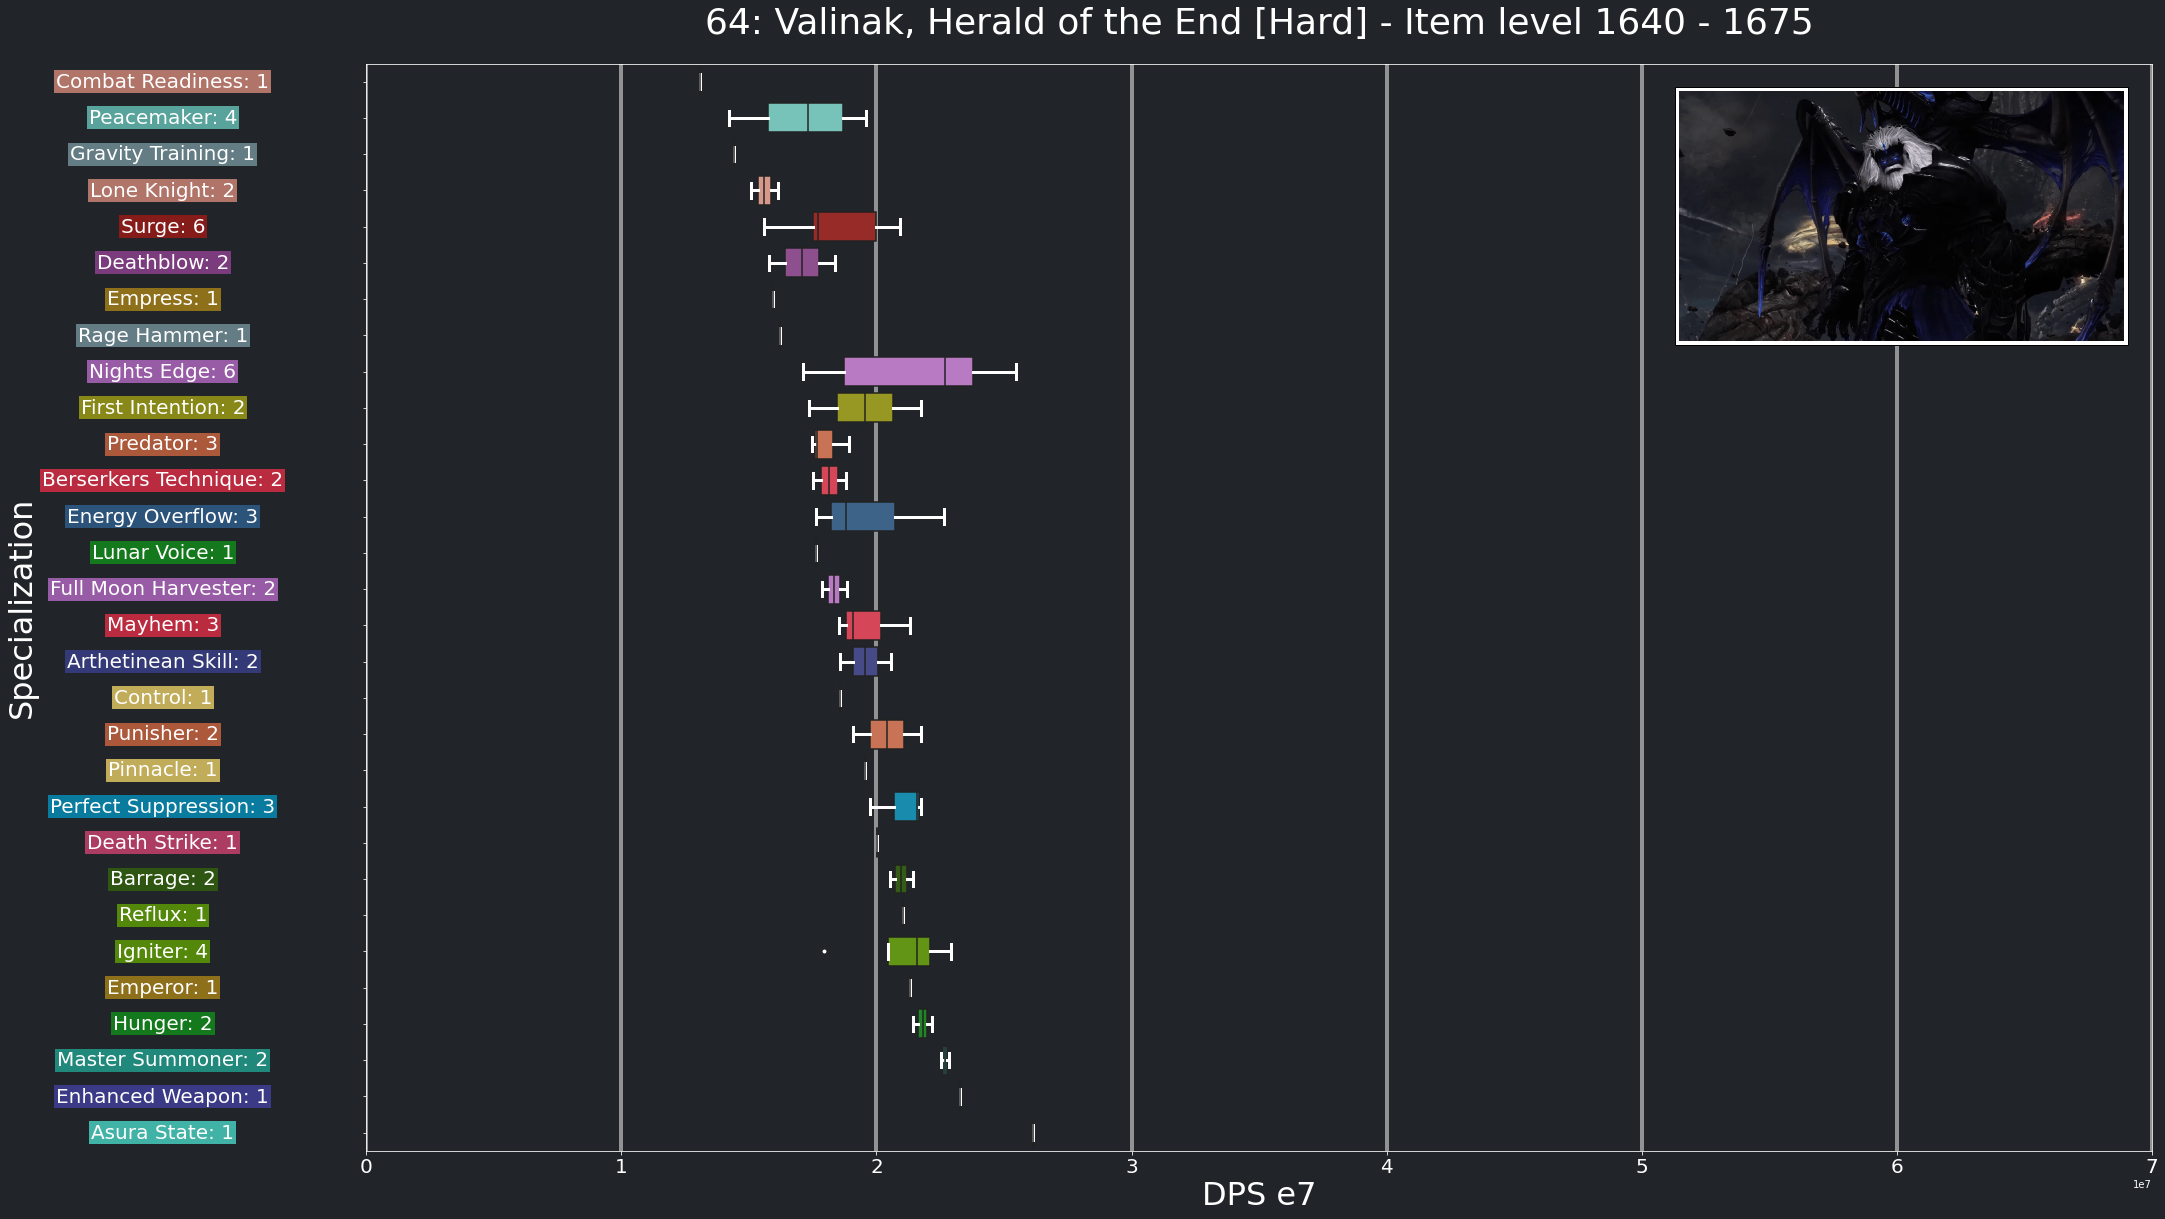 64: Valinak, Herald of the End [Hard] - Item level 1640 - 1675
Combat Readiness: 1
Peacemaker: 4
Gravity Training: 1
Lone Knight: 2
Surge: 6
Deathblow: 2
Empress: 1
Rage Hammer: 1
Nights Edge: 6
First Intention: 2
Predator: 3
Berserkers Technique: 2
Energy Overflow: 3
Lunar Voice: 1
Full Moon Harvester: 2
Mayhem: 3
Arthetinean Skill: 2
Control: 1
Punisher: 2
Pinnacle: 1
Perfect Suppression: 3
Death Strike: 1
Barrage: 2
Reflux: 1
Igniter: 4
Emperor: 1
Hunger: 2
Master Summoner: 2
Enhanced Weapon: 1
Asura State: 1
Specialization
0 1 2 3 4 5 6 7
1e7
DPS e7